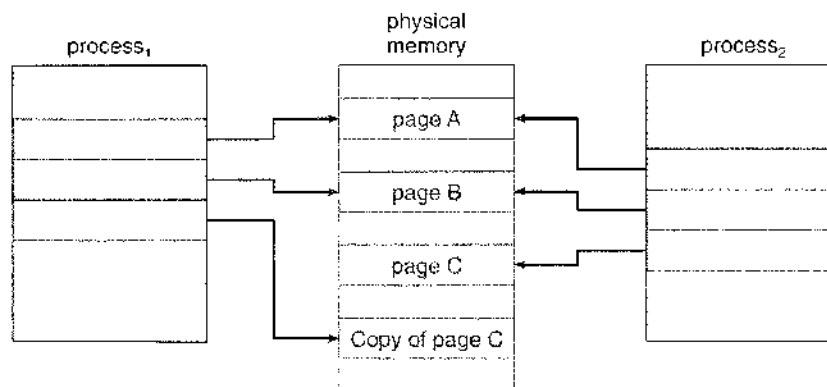 process₁
physical
memory
process₂
page A
page B
page C
Copy of page C